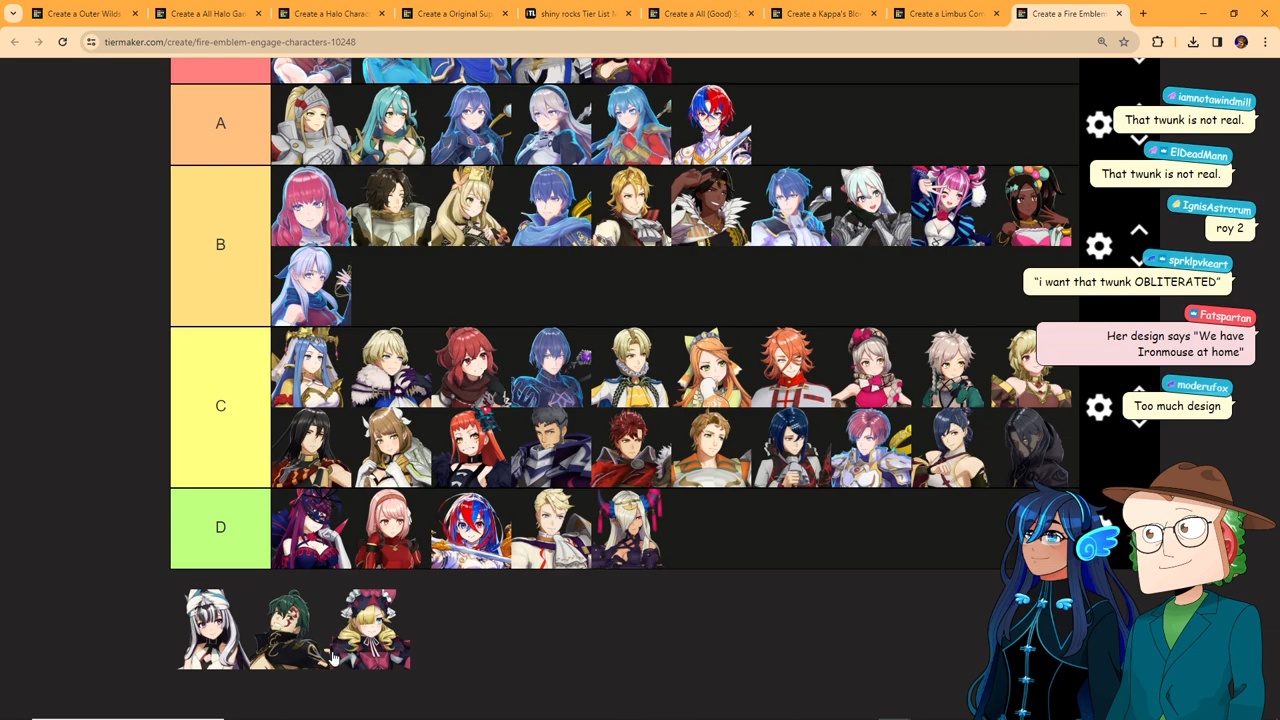 Create a Outer Wilds
Create a All Halo Gar
Create a Halo Charac
Create a Original Sup
shiny rocks Tier List M
Create a All (Good) S
Create a Kappa's Blo
Create a Limbus Com
Create a Fire Emblem
tiermaker.com/create/fire-emblem-engage-characters-10248
A
B
C
D
iamnotawindmill
That twunk is not real.
ElDeadMann
That twunk is not real.
IgnisAstrorum
roy 2
sprklpvkeart
"i want that twunk OBLITERATED"
Fatspartan
Her design says "We have
Ironmouse at home"
moderufox
Too much design